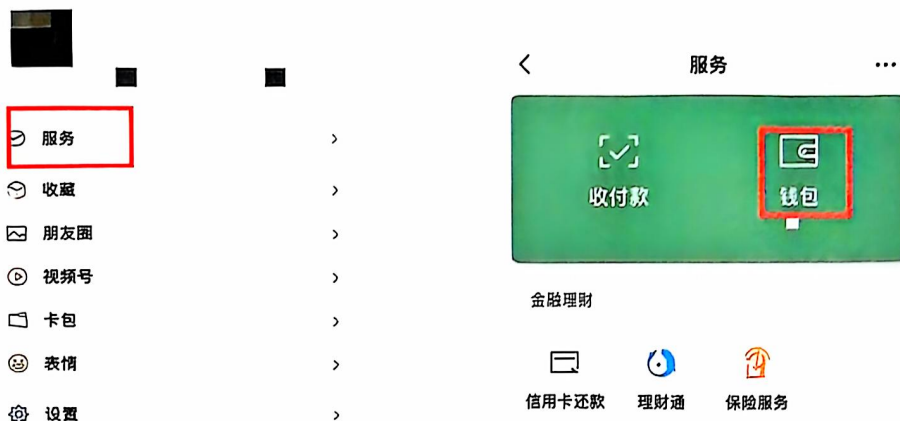 服务
收藏
朋友圈
视频号
卡包
表情
设置
服务
收付款
钱包
金融理财
信用卡还款
理财通
保险服务